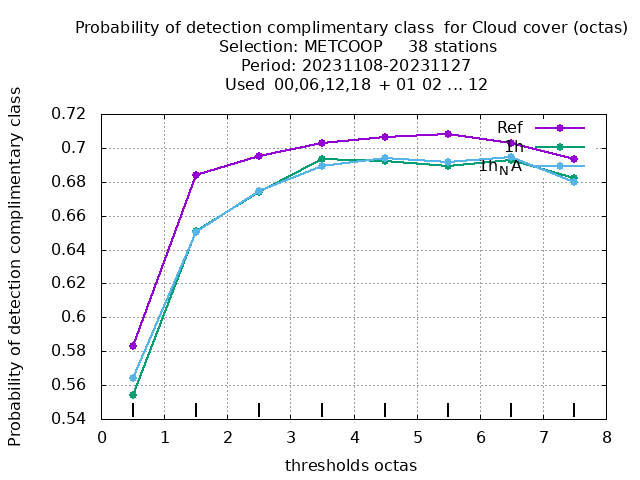 Probability of detection complimentary class  for Cloud cover (octas)
Selection: METCOOP     38 stations
Period: 20231108-20231127
Used  00,06,12,18  + 01 02 ... 12
Probability of detection complimentary class
0.72
0.7
0.68
0.66
0.64
0.62
0.6
0.58
0.56
0.54
Ref
1h
1h_NA
0 1 2 3 4 5 6 7 8
thresholds octas